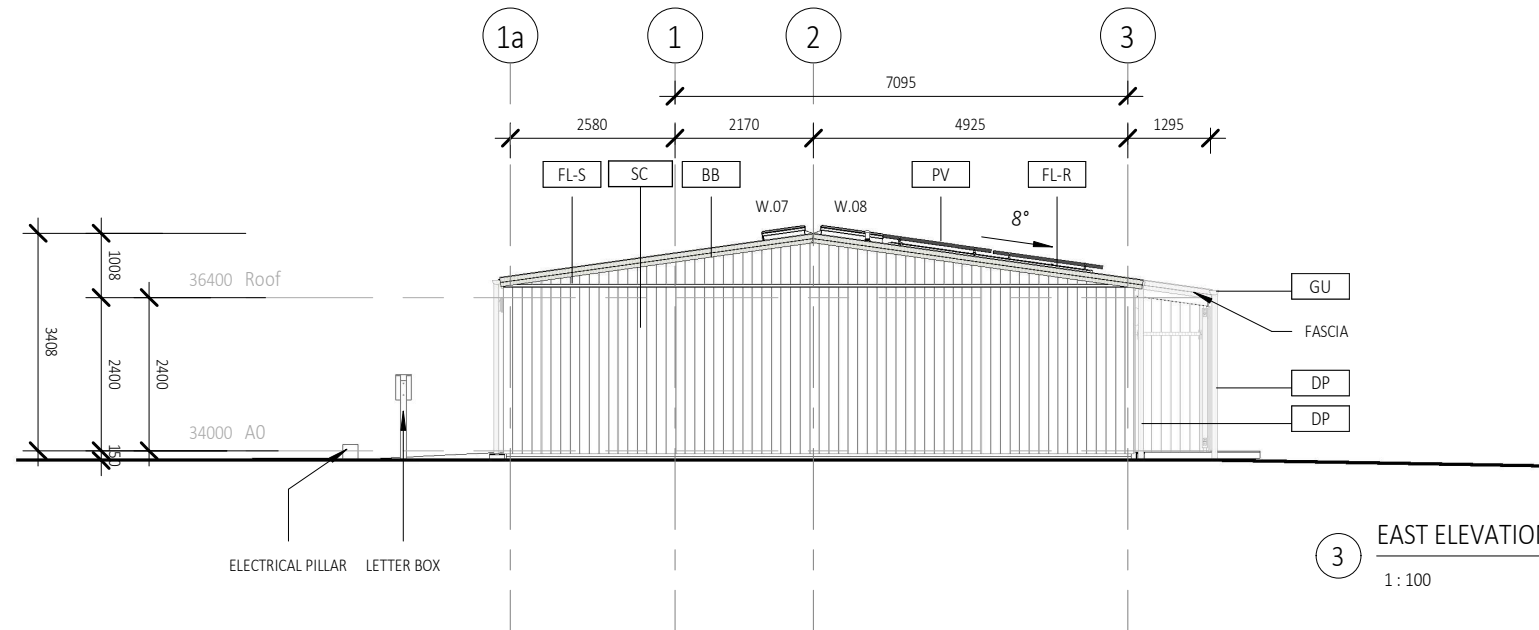 1a
1
2
3
7095
2580
2170
4925
1295
FL-S
SC
BB
PV
FL-R
W.07
W.08
8°
1008
36400 Roof
GU
FASCIA
3408
2400
2400
DP
DP
34000 A0
150
ELECTRICAL PILLAR
LETTER BOX
3
EAST ELEVATION
1 : 100